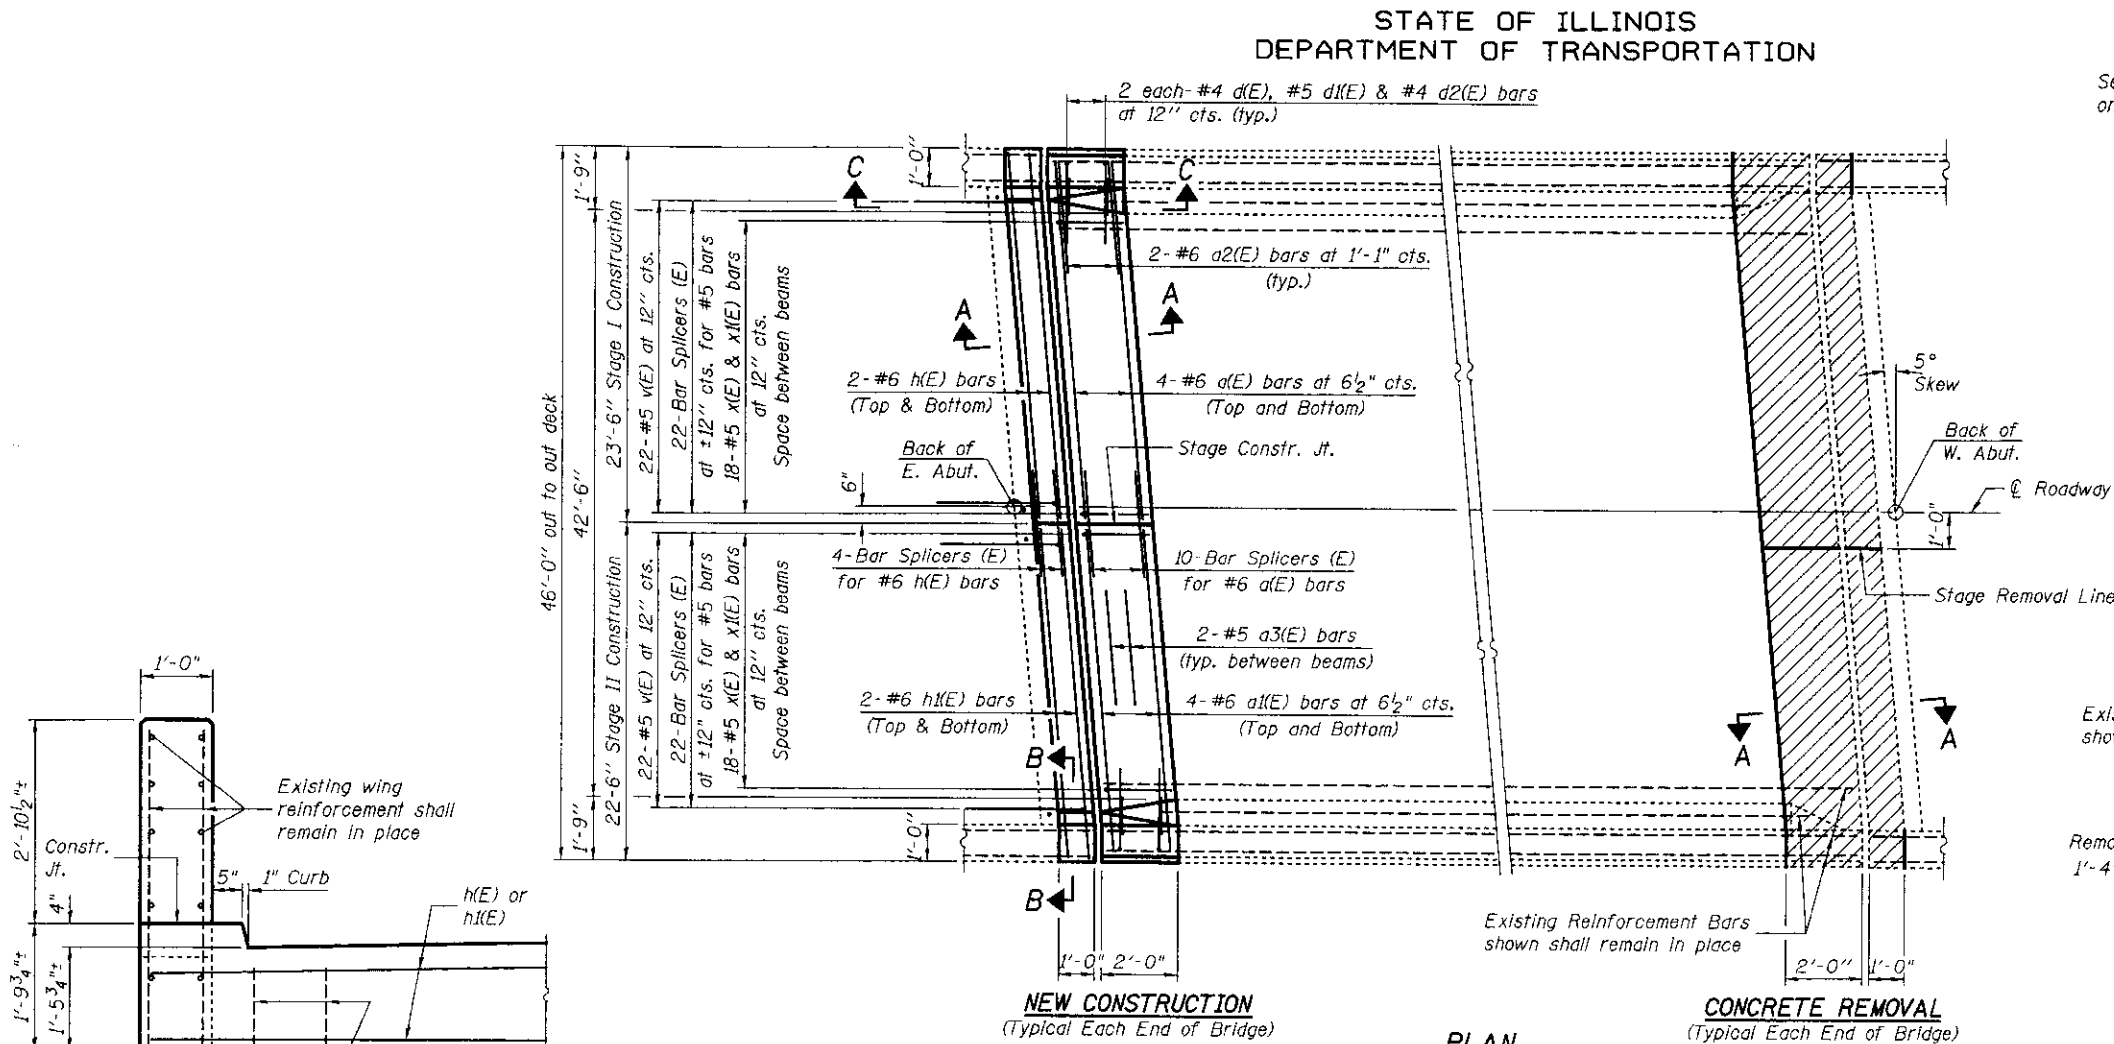 STATE OF ILLINOIS
DEPARTMENT OF TRANSPORTATION
2 each- #4 d(E), #5 d1(E) & #4 d2(E) bars
at 12'' cts. (typ.)
Se
or
1'-9"
1'-0"
C
C
46'-0'' out to out deck
42'-6''
23'-6'' Stage I Construction
22-#5 v(E) at 12'' cts.
22-Bar Splicers (E)
at ±12'' cts. for #5 bars
18-#5 x(E) & x1(E) bars
at 12'' cts.
Space between beams
2-#6 a2(E) bars at 1'-1" cts.
(typ.)
A
A
2-#6 h(E) bars
(Top & Bottom)
4-#6 a(E) bars at 6½" cts.
(Top and Bottom)
5°
Skew
Back of
E. Abut.
Stage Constr. Jt.
Back of
W. Abut.
6"
℄ Roadway
1'-0"
22-6'' Stage II Construction
22-#5 v(E) at 12'' cts.
22-Bar Splicers (E)
at ±12'' cts. for #5 bars
18-#5 x(E) & x1(E) bars
at 12'' cts.
Space between beams
4-Bar Splicers (E)
for #6 h(E) bars
10-Bar Splicers (E)
for #6 a(E) bars
Stage Removal Line
2-#5 a3(E) bars
(typ. between beams)
2-#6 h1(E) bars
(Top & Bottom)
4-#6 a1(E) bars at 6½" cts.
(Top and Bottom)
A
A
Exi
sho
B
B
1'-9"
1'-0"
Remo
1'-4
Existing Reinforcement Bars
shown shall remain in place
1'-0"
2'-0"
2'-0"
1'-0"
NEW CONSTRUCTION
(Typical Each End of Bridge)
CONCRETE REMOVAL
(Typical Each End of Bridge)
PLAN
1'-0"
2'-10½"±
Existing wing
reinforcement shall
remain in place
Constr.
Jt.
4"
5"
1" Curb
h(E) or
h1(E)
1'-9¾"±
1'-5¾"±